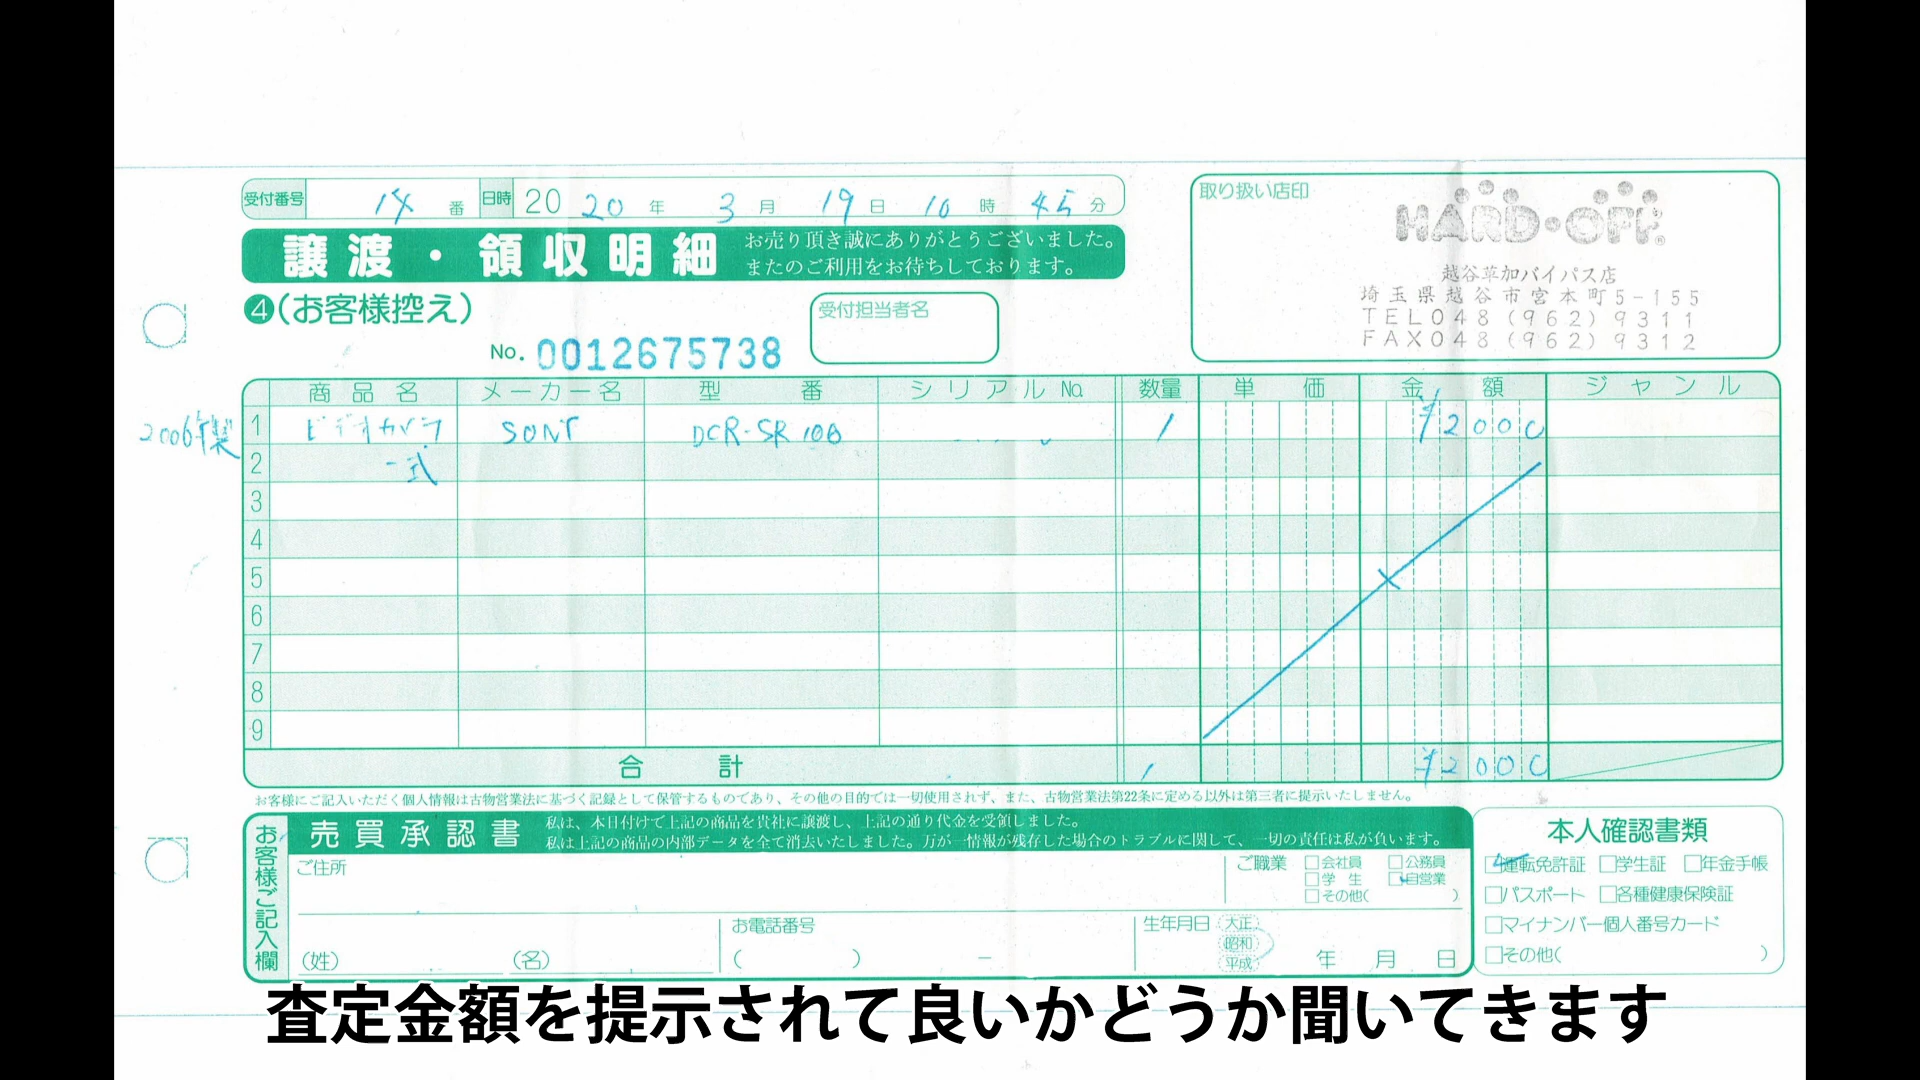 受付番号 14 番 日時 2020 年 3 月 19 日 10 時 45 分
譲渡・領収明細
お売り頂き誠にありがとうございました。
またのご利用をお待ちしております。
❹(お客様控え)
受付担当者名
No. 0012675738
取り扱い店印
HARD・OFF®
越谷草加バイパス店
埼玉県越谷市宮本町5-155
TEL048(962)9311
FAX048(962)9312
商品名 メーカー名 型番 シリアルNo. 数量 単価 金額 ジャンル
2006年製 1 ビデオカメラ SONY DCR-SR100 1 ¥2000
2 一式
3
4
5
6
7
8
9
合計 1 ¥2000
お客様にご記入いただく個人情報は古物営業法に基づく記録として保管するものであり、その他の目的では一切使用されず、また、古物営業法第22条に定める以外は第三者に提示いたしません。
お客様ご記入欄
売買承認書
私は、本日付けで上記の商品を貴社に譲渡し、上記の通り代金を受領しました。
私は上記の商品の内部データを全て消去いたしました。万が一情報が残存した場合のトラブルに関して、一切の責任は私が負います。
ご住所
ご職業 □会社員 □公務員
□学生 □自営業
□その他( )
(姓) (名)
お電話番号
( ) −
生年月日 大正 昭和 平成 年 月 日
本人確認書類
□運転免許証 □学生証 □年金手帳
□パスポート □各種健康保険証
□マイナンバー個人番号カード
□その他( )
査定金額を提示されて良いかどうか聞いてきます